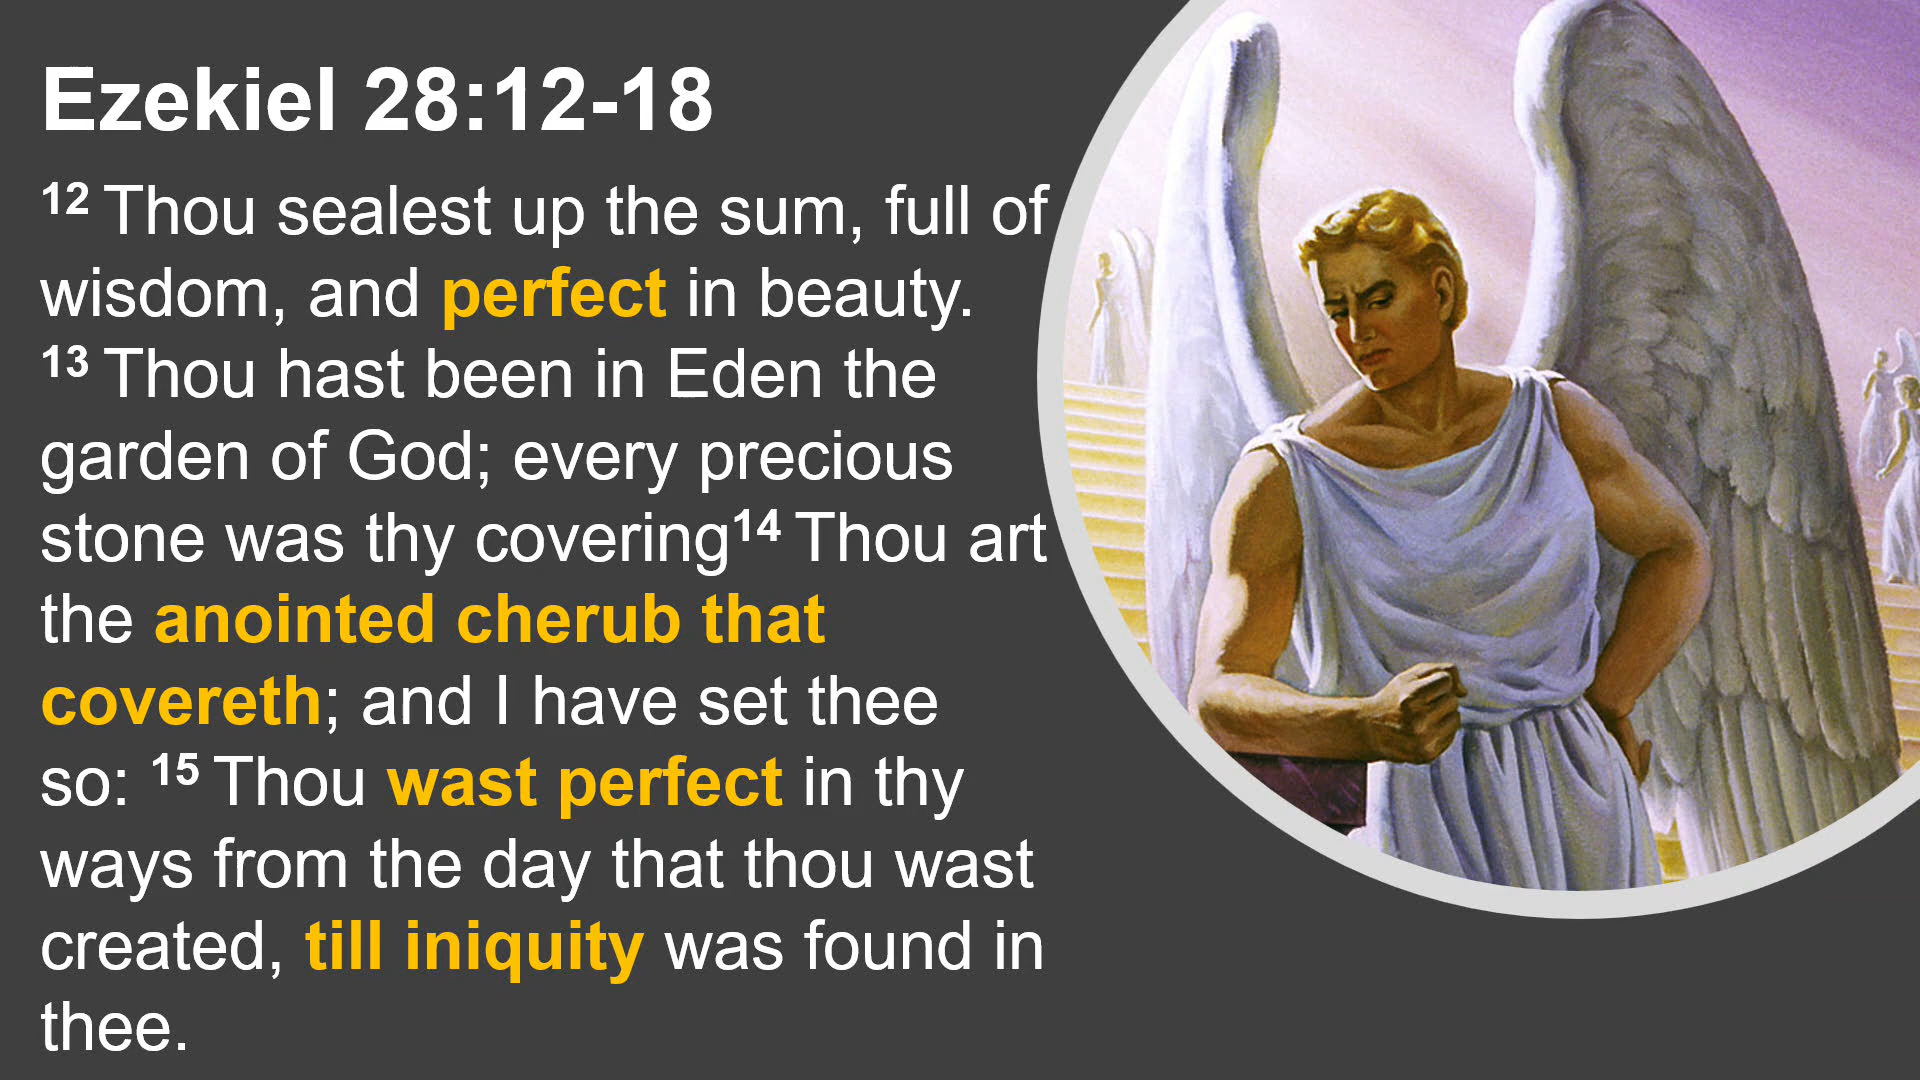 Ezekiel 28:12-18
12 Thou sealest up the sum, full of
wisdom, and perfect in beauty.
13 Thou hast been in Eden the
garden of God; every precious
stone was thy covering14 Thou art
the anointed cherub that
covereth; and I have set thee
so: 15 Thou wast perfect in thy
ways from the day that thou wast
created, till iniquity was found in
thee.